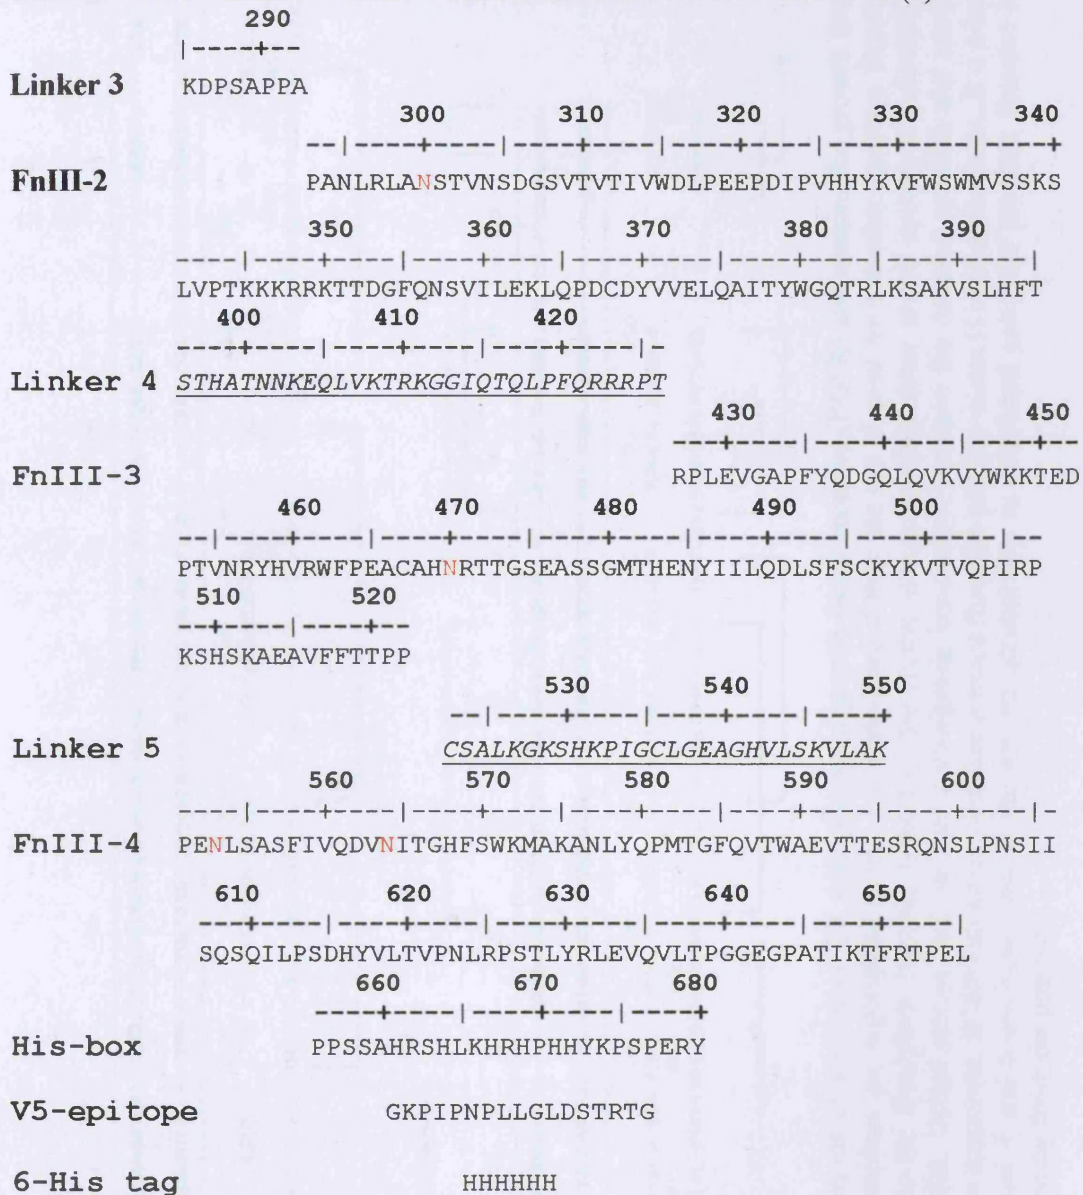 290
|----+--
Linker 3 KDPSAPPA
300 310 320 330 340
--|----+----|----+----|----+----|----+----|----+
FnIII-2 PANLRLANSTVNSDGSVTVTIVWDLPEEPDIPVHHYKVFWSWMVSSKS
350 360 370 380 390
----|----+----|----+----|----+----|----+----|----+----|
LVPTKKKRRKTTDGFQNSVILEKLQPDCDYVVELQAITYWGQTRLKSAKVSLHFT
400 410 420
----+----|----+----|----+----|-
Linker 4 STHATNNKEQLVKTRKGGIQTQLPFQRRRPT
430 440 450
---+----|----+----|----+--
FnIII-3 RPLEVGAPFYQDGQLQVKVYWKKTED
460 470 480 490 500
--|----+----|----+----|----+----|----+----|----+----|--
PTVNRYHVRWFPEACAHNRTTGSEASSGMTHENYIILQDLSFSCKYKVTVQPIRP
510 520
--+----|----+--
KSHSKAEAVFFTTPP
530 540 550
--|----+----|----+----|----+
Linker 5 CSALKGKSHKPIGCLGEAGHVLSKVLAK
560 570 580 590 600
----|----+----|----+----|----+----|----+----|----+----|-
FnIII-4 PENLSASFIVQDVNITGHFSWKMAKANLYQPMTGFQVTWAEVTTESRQNSLPNSII
610 620 630 640 650
---+----|----+----|----+----|----+----|----+----|
SQSQILPSDHYVLTVPNLRPSTLYRLEVQVLTPGGEGPATIKTFRTPEL
660 670 680
----+----|----+----|----+
His-box PPSSAHRSHLKHRHPHHYKPSPERY
V5-epitope GKPIPNPLLGLDSTRTG
6-His tag HHHHHH